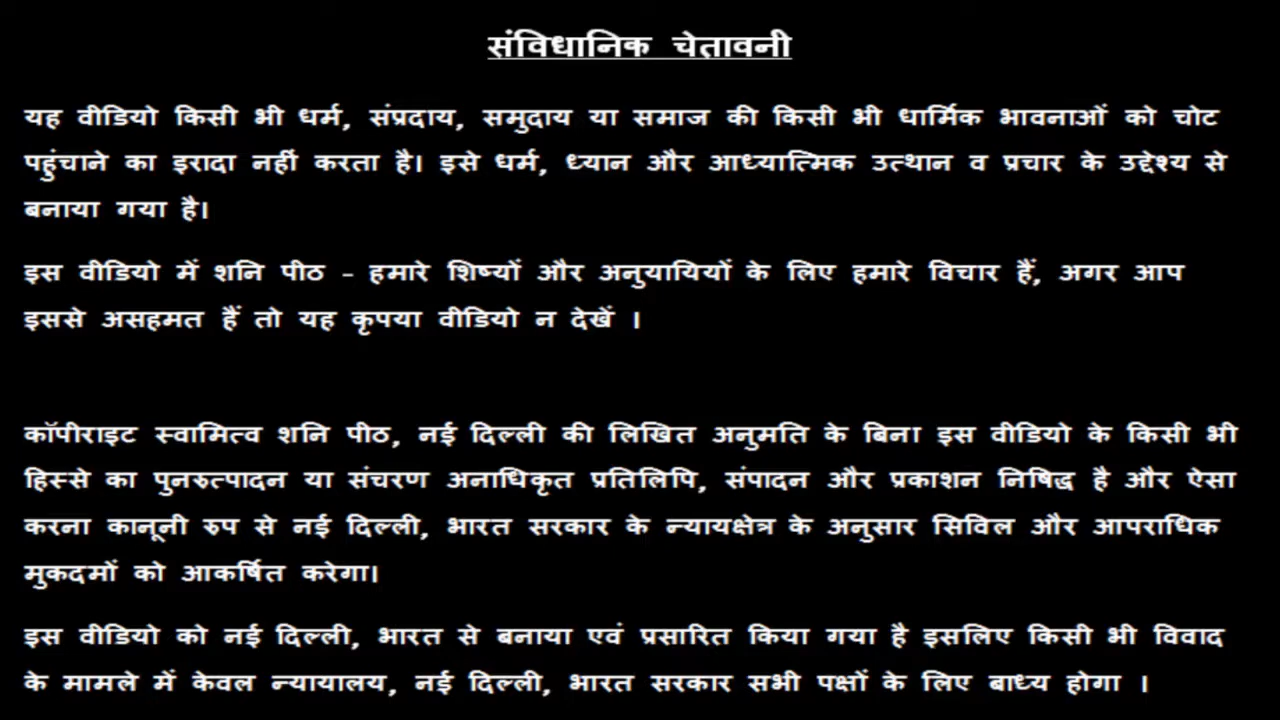 संविधानिक चेतावनी
यह वीडियो किसी भी धर्म, संप्रदाय, समुदाय या समाज की किसी भी धार्मिक भावनाओं को चोट
पहुंचाने का इरादा नहीं करता है। इसे धर्म, ध्यान और आध्यात्मिक उत्थान व प्रचार के उद्देश्य से
बनाया गया है।
इस वीडियो में शनि पीठ – हमारे शिष्यों और अनुयायियों के लिए हमारे विचार हैं, अगर आप
इससे असहमत हैं तो यह कृपया वीडियो न देखें ।
कॉपीराइट स्वामित्व शनि पीठ, नई दिल्ली की लिखित अनुमति के बिना इस वीडियो के किसी भी
हिस्से का पुनरुत्पादन या संचरण अनाधिकृत प्रतिलिपि, संपादन और प्रकाशन निषिद्ध है और ऐसा
करना कानूनी रुप से नई दिल्ली, भारत सरकार के न्यायक्षेत्र के अनुसार सिविल और आपराधिक
मुकदमों को आकर्षित करेगा।
इस वीडियो को नई दिल्ली, भारत से बनाया एवं प्रसारित किया गया है इसलिए किसी भी विवाद
के मामले में केवल न्यायालय, नई दिल्ली, भारत सरकार सभी पक्षों के लिए बाध्य होगा ।